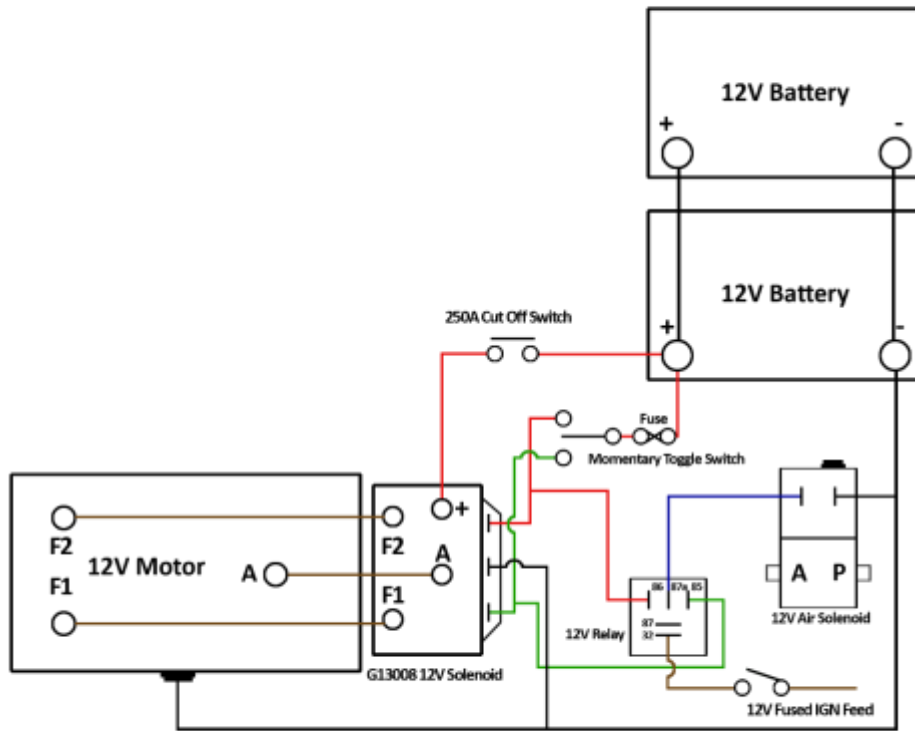 12V Battery
+
-
12V Battery
+
-
250A Cut Off Switch
Fuse
Momentary Toggle Switch
F2
F1
12V Motor
A
F2
+
A
F1
G13008 12V Solenoid
86 87a 85
87
32
12V Relay
A P
12V Air Solenoid
12V Fused IGN Feed